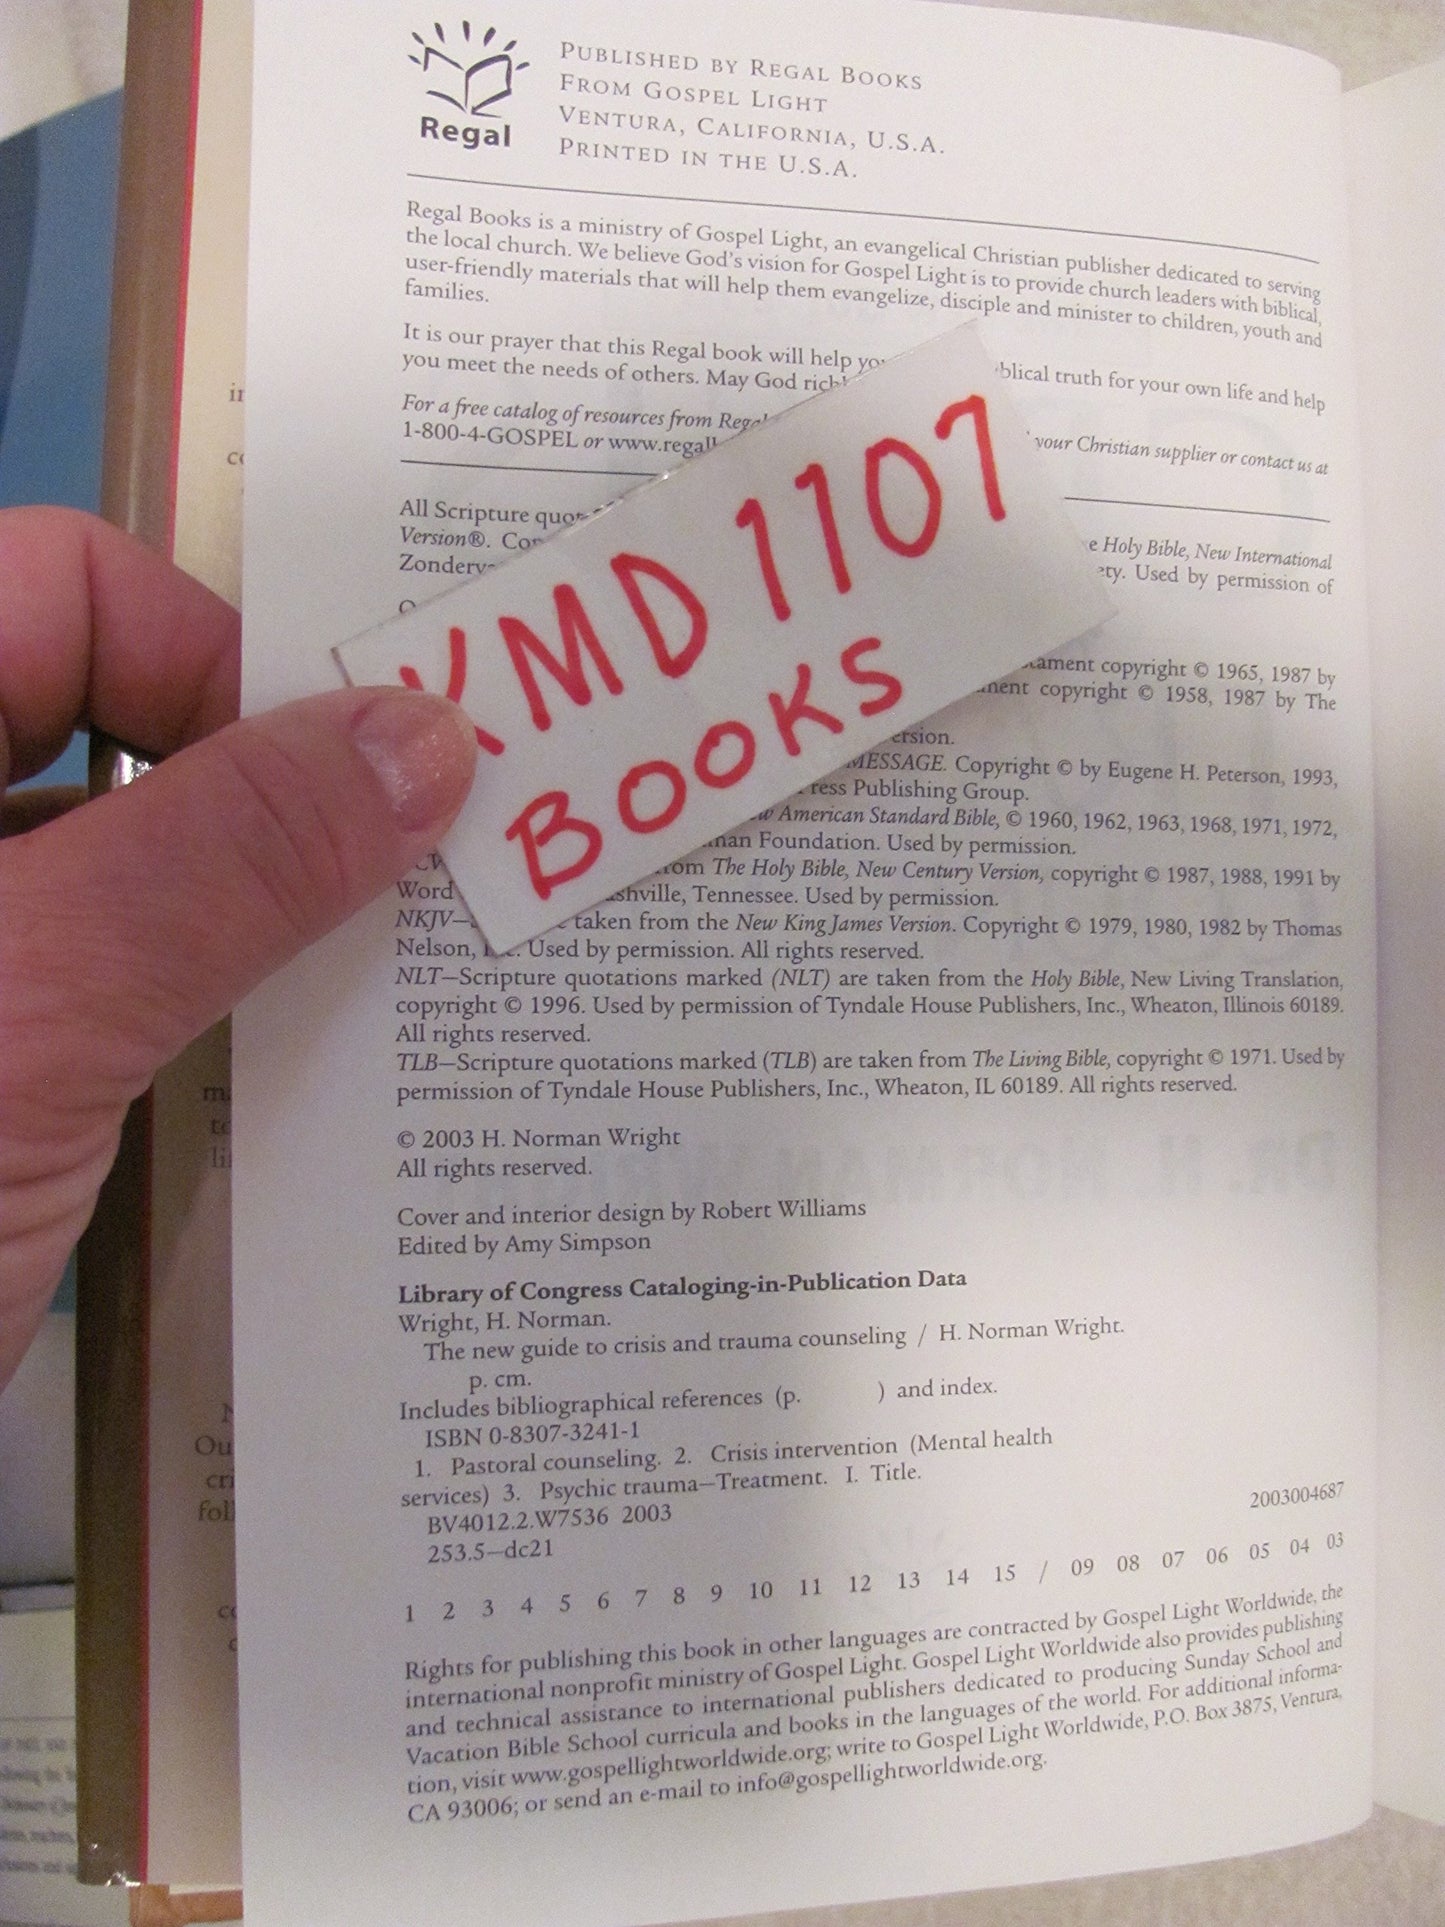 Regal
PUBLISHED BY REGAL BOOKS
FROM GOSPEL LIGHT
VENTURA, CALIFORNIA, U.S.A.
PRINTED IN THE U.S.A.
Regal Books is a ministry of Gospel Light, an evangelical Christian publisher dedicated to serving
the local church. We believe God's vision for Gospel Light is to provide church leaders with biblical,
user-friendly materials that will help them evangelize, disciple and minister to children, youth and
families.
It is our prayer that this Regal book will help you blical truth for your own life and help
you meet the needs of others. May God richl
For a free catalog of resources from Rega your Christian supplier or contact us at
1-800-4-GOSPEL or www.regal
All Scripture quo e Holy Bible, New International
Version®. Cop ety. Used by permission of
Zonderv
KMD 1107
BOOKS
tament copyright © 1965, 1987 by
ment copyright © 1958, 1987 by The
ersion.
MESSAGE. Copyright © by Eugene H. Peterson, 1993,
ress Publishing Group.
w American Standard Bible, © 1960, 1962, 1963, 1968, 1971, 1972,
man Foundation. Used by permission.
rom The Holy Bible, New Century Version, copyright © 1987, 1988, 1991 by
Word shville, Tennessee. Used by permission.
NKJV— taken from the New King James Version. Copyright © 1979, 1980, 1982 by Thomas
Nelson, Used by permission. All rights reserved.
NLT—Scripture quotations marked (NLT) are taken from the Holy Bible, New Living Translation,
copyright © 1996. Used by permission of Tyndale House Publishers, Inc., Wheaton, Illinois 60189.
All rights reserved.
TLB—Scripture quotations marked (TLB) are taken from The Living Bible, copyright © 1971. Used by
permission of Tyndale House Publishers, Inc., Wheaton, IL 60189. All rights reserved.
© 2003 H. Norman Wright
All rights reserved.
Cover and interior design by Robert Williams
Edited by Amy Simpson
Library of Congress Cataloging-in-Publication Data
Wright, H. Norman.
The new guide to crisis and trauma counseling / H. Norman Wright.
p. cm.
Includes bibliographical references (p. ) and index.
ISBN 0-8307-3241-1
1. Pastoral counseling. 2. Crisis intervention (Mental health
services) 3. Psychic trauma—Treatment. I. Title.
BV4012.2.W7536 2003
253.5—dc21
2003004687
1 2 3 4 5 6 7 8 9 10 11 12 13 14 15 / 09 08 07 06 05 04 03
Rights for publishing this book in other languages are contracted by Gospel Light Worldwide, the
international nonprofit ministry of Gospel Light. Gospel Light Worldwide also provides publishing
and technical assistance to international publishers dedicated to producing Sunday School and
Vacation Bible School curricula and books in the languages of the world. For additional informa-
tion, visit www.gospellightworldwide.org; write to Gospel Light Worldwide, P.O. Box 3875, Ventura,
CA 93006; or send an e-mail to info@gospellightworldwide.org.